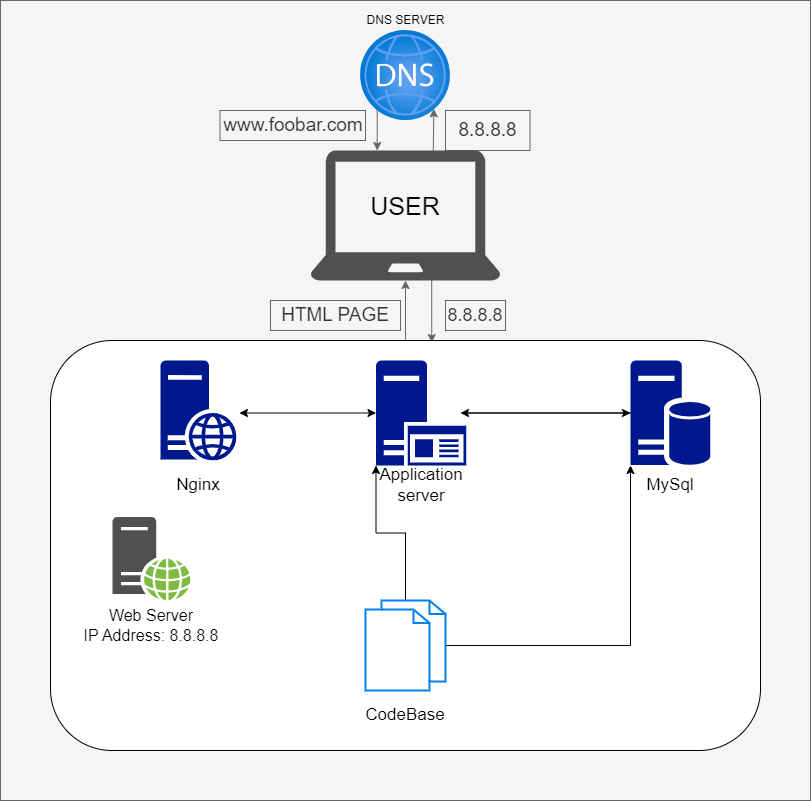 DNS SERVER
DNS
www.foobar.com
8.8.8.8
USER
HTML PAGE
8.8.8.8
Nginx
Application
server
MySql
Web Server
IP Address: 8.8.8.8
CodeBase